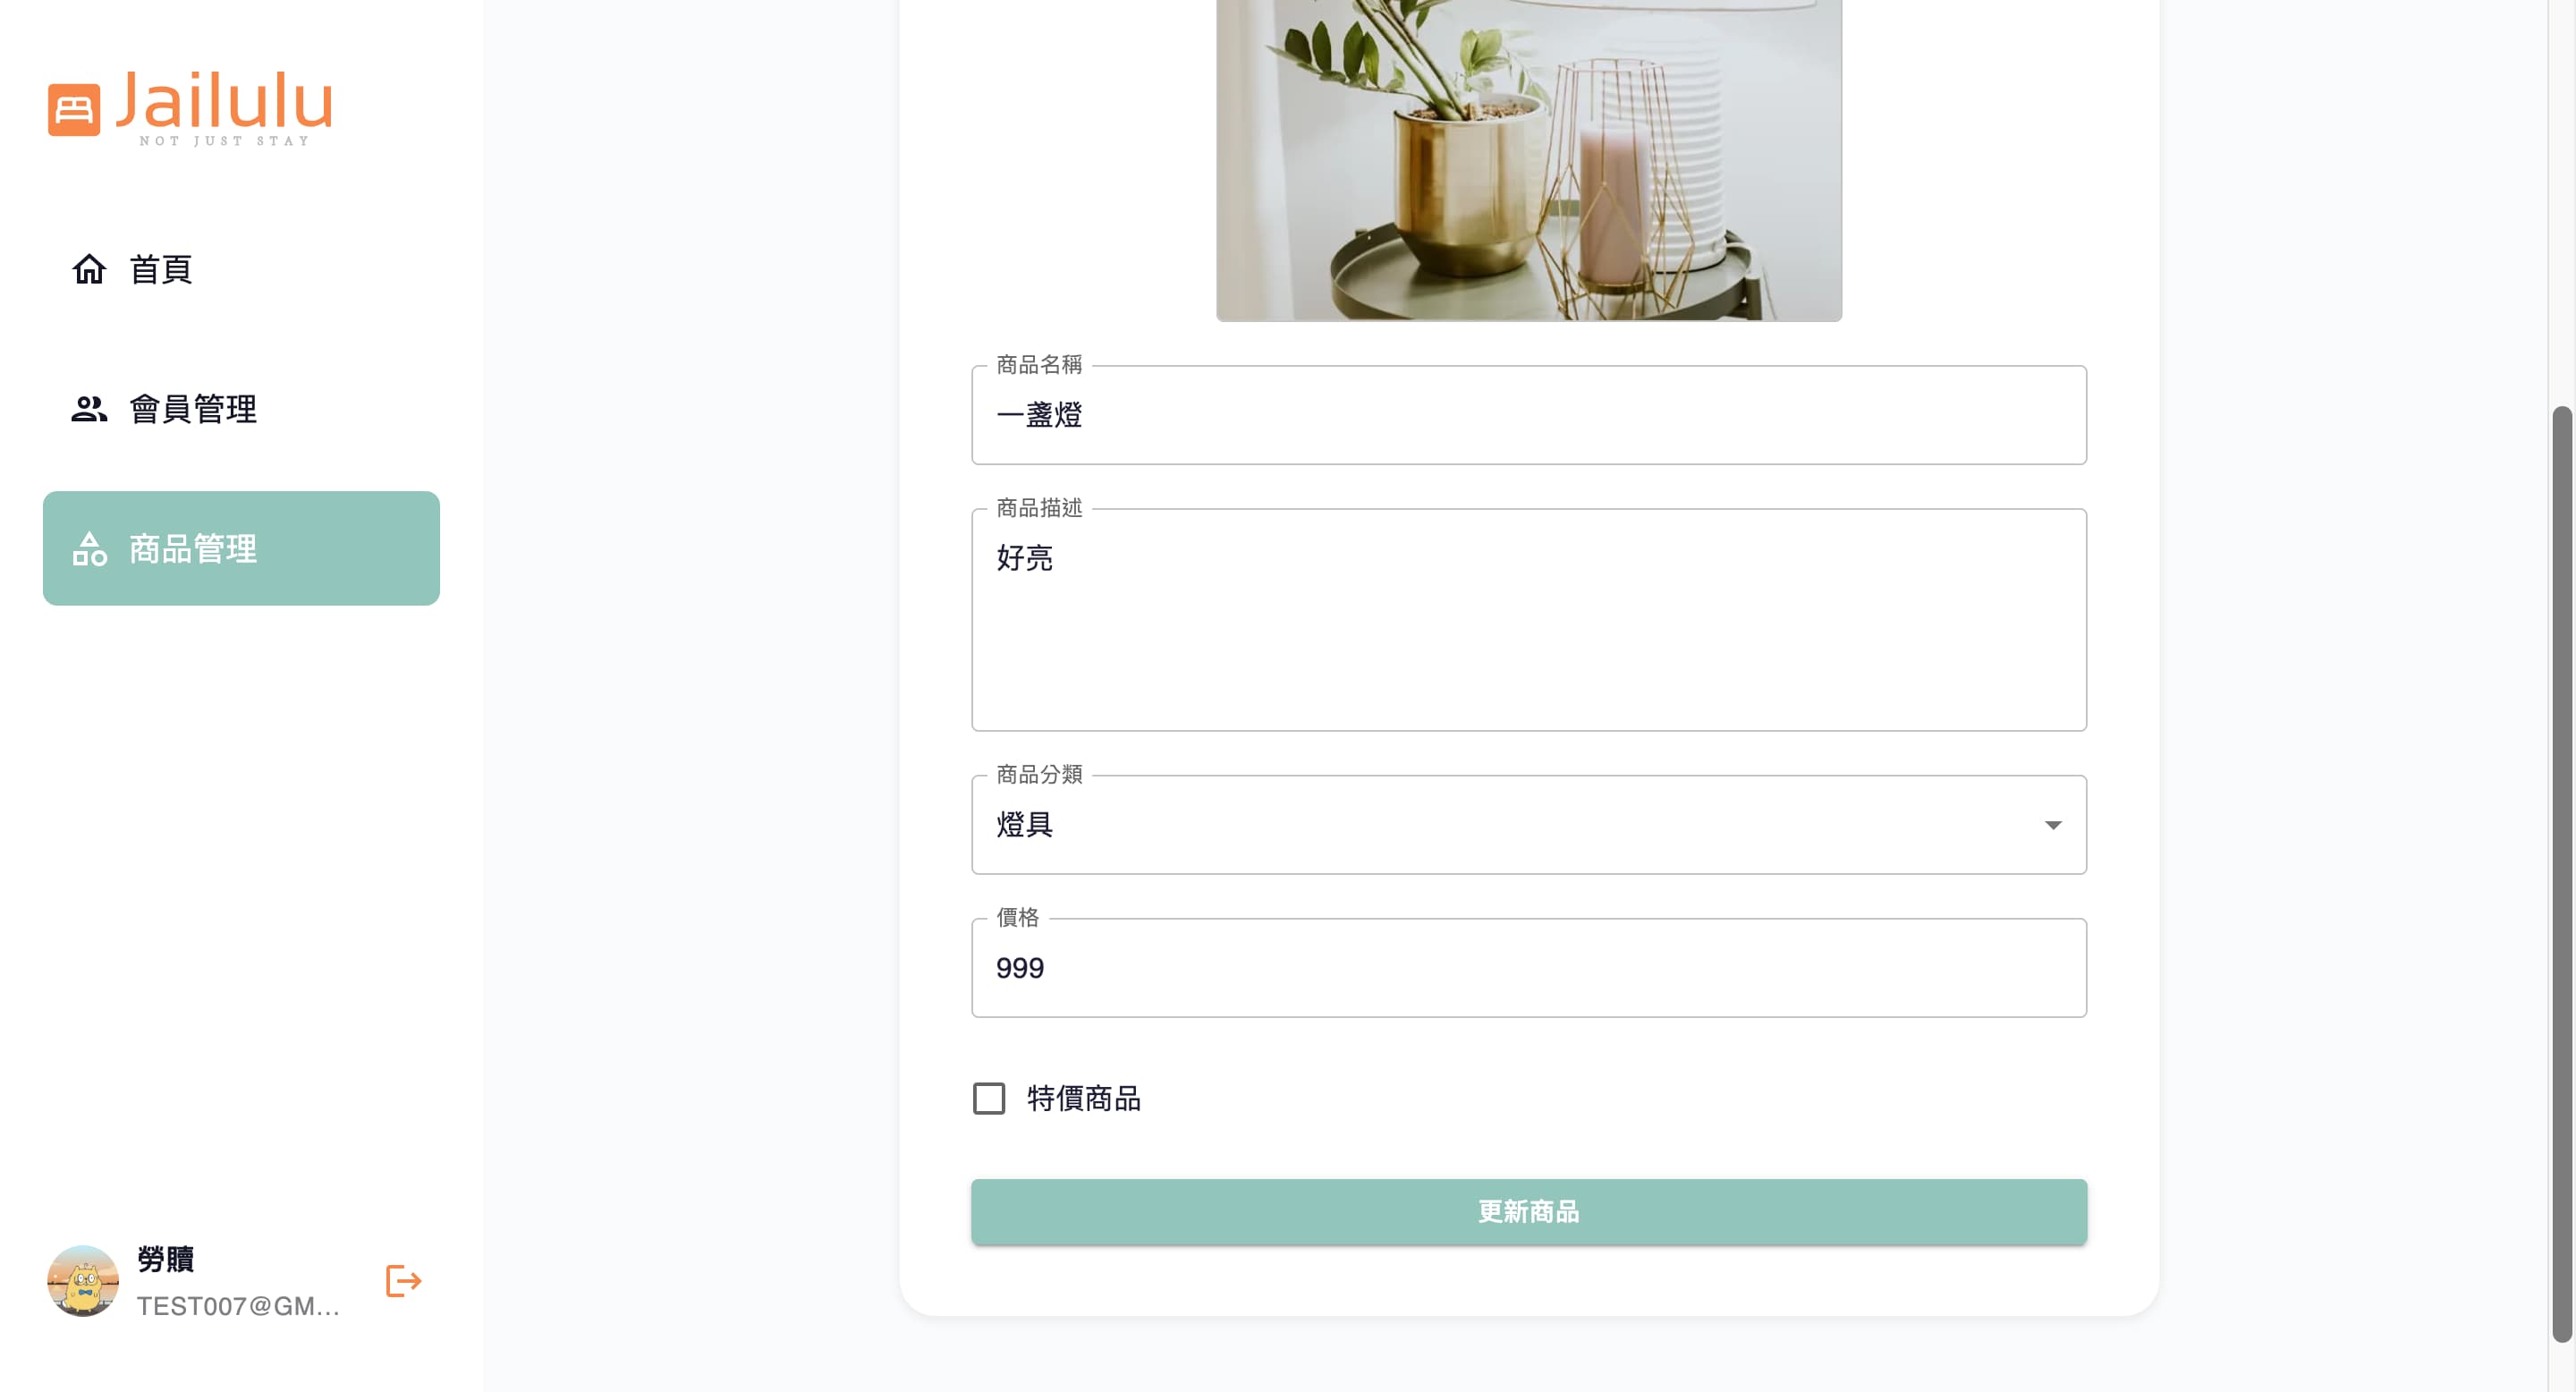 Jailulu
NOT JUST STAY
首頁
會員管理
商品管理
勞贖
TEST007@GM...
商品名稱
一盞燈
商品描述
好亮
商品分類
燈具
價格
999
特價商品
更新商品